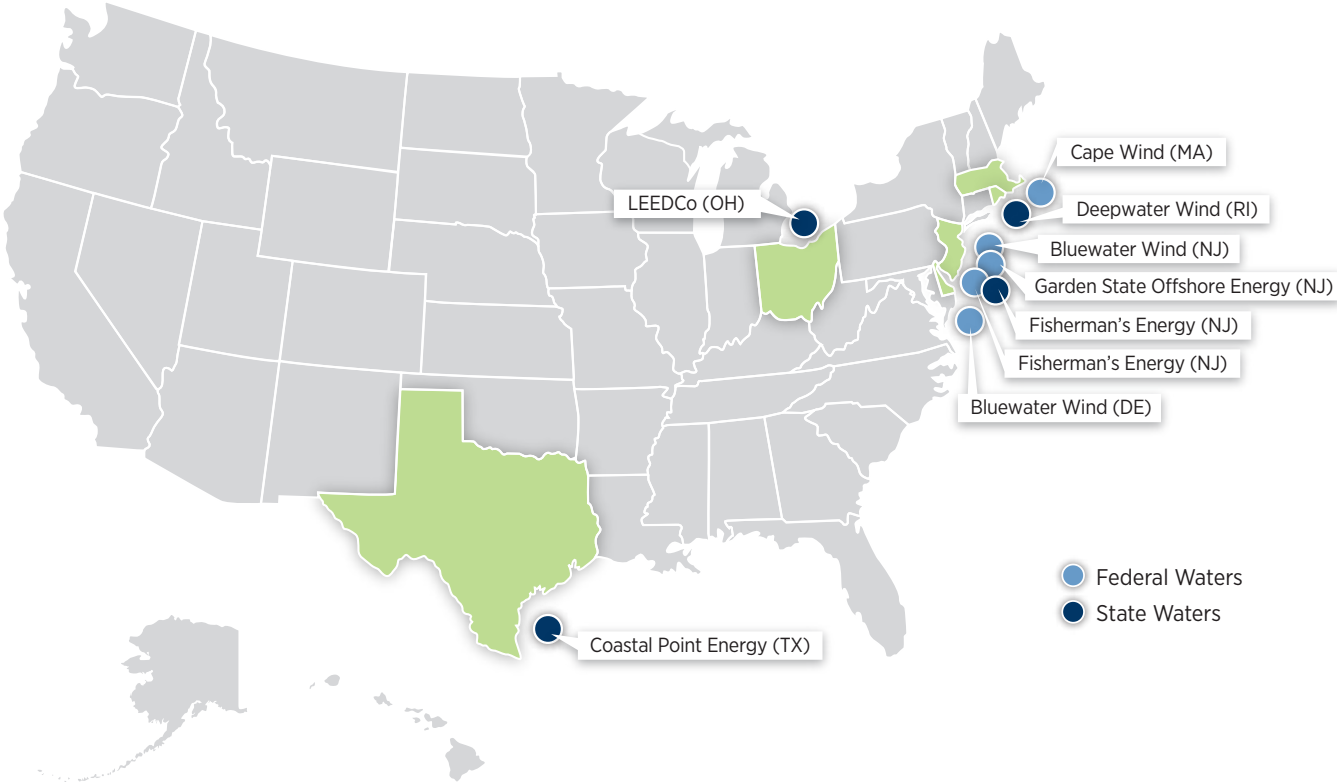 Cape Wind (MA)
LEEDCo (OH)
Deepwater Wind (RI)
Bluewater Wind (NJ)
Garden State Offshore Energy (NJ)
Fisherman’s Energy (NJ)
Fisherman’s Energy (NJ)
Bluewater Wind (DE)
Federal Waters
State Waters
Coastal Point Energy (TX)